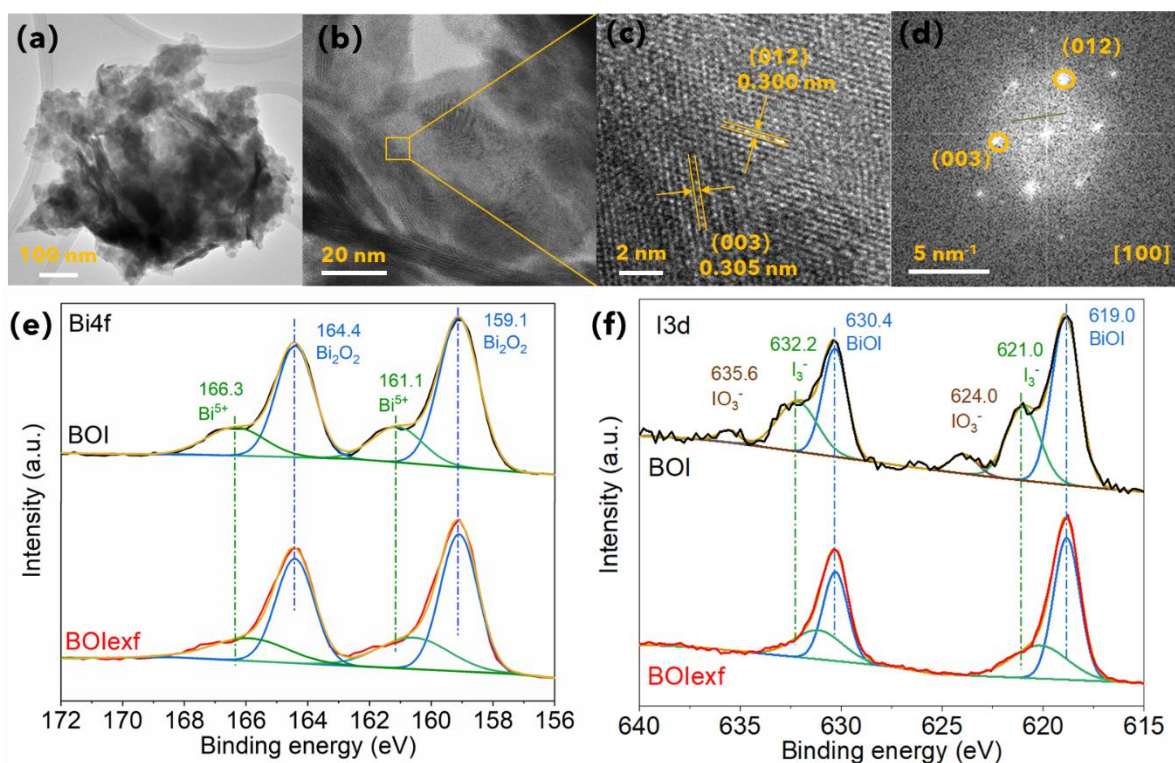 (a)
100 nm
(b)
20 nm
(c)
(012)
0.300 nm
(003)
0.305 nm
2 nm
(d)
(012)
(003)
5 nm⁻¹
[100]
(e)
Bi4f
164.4
Bi₂O₂
159.1
Bi₂O₂
166.3
Bi⁵⁺
161.1
Bi⁵⁺
BOI
BOIexf
Intensity (a.u.)
172 170 168 166 164 162 160 158 156
Binding energy (eV)
(f)
I3d
630.4
BiOI
619.0
BiOI
632.2
I₃⁻
621.0
I₃⁻
635.6
IO₃⁻
624.0
IO₃⁻
BOI
BOIexf
Intensity (a.u.)
640 635 630 625 620 615
Binding energy (eV)